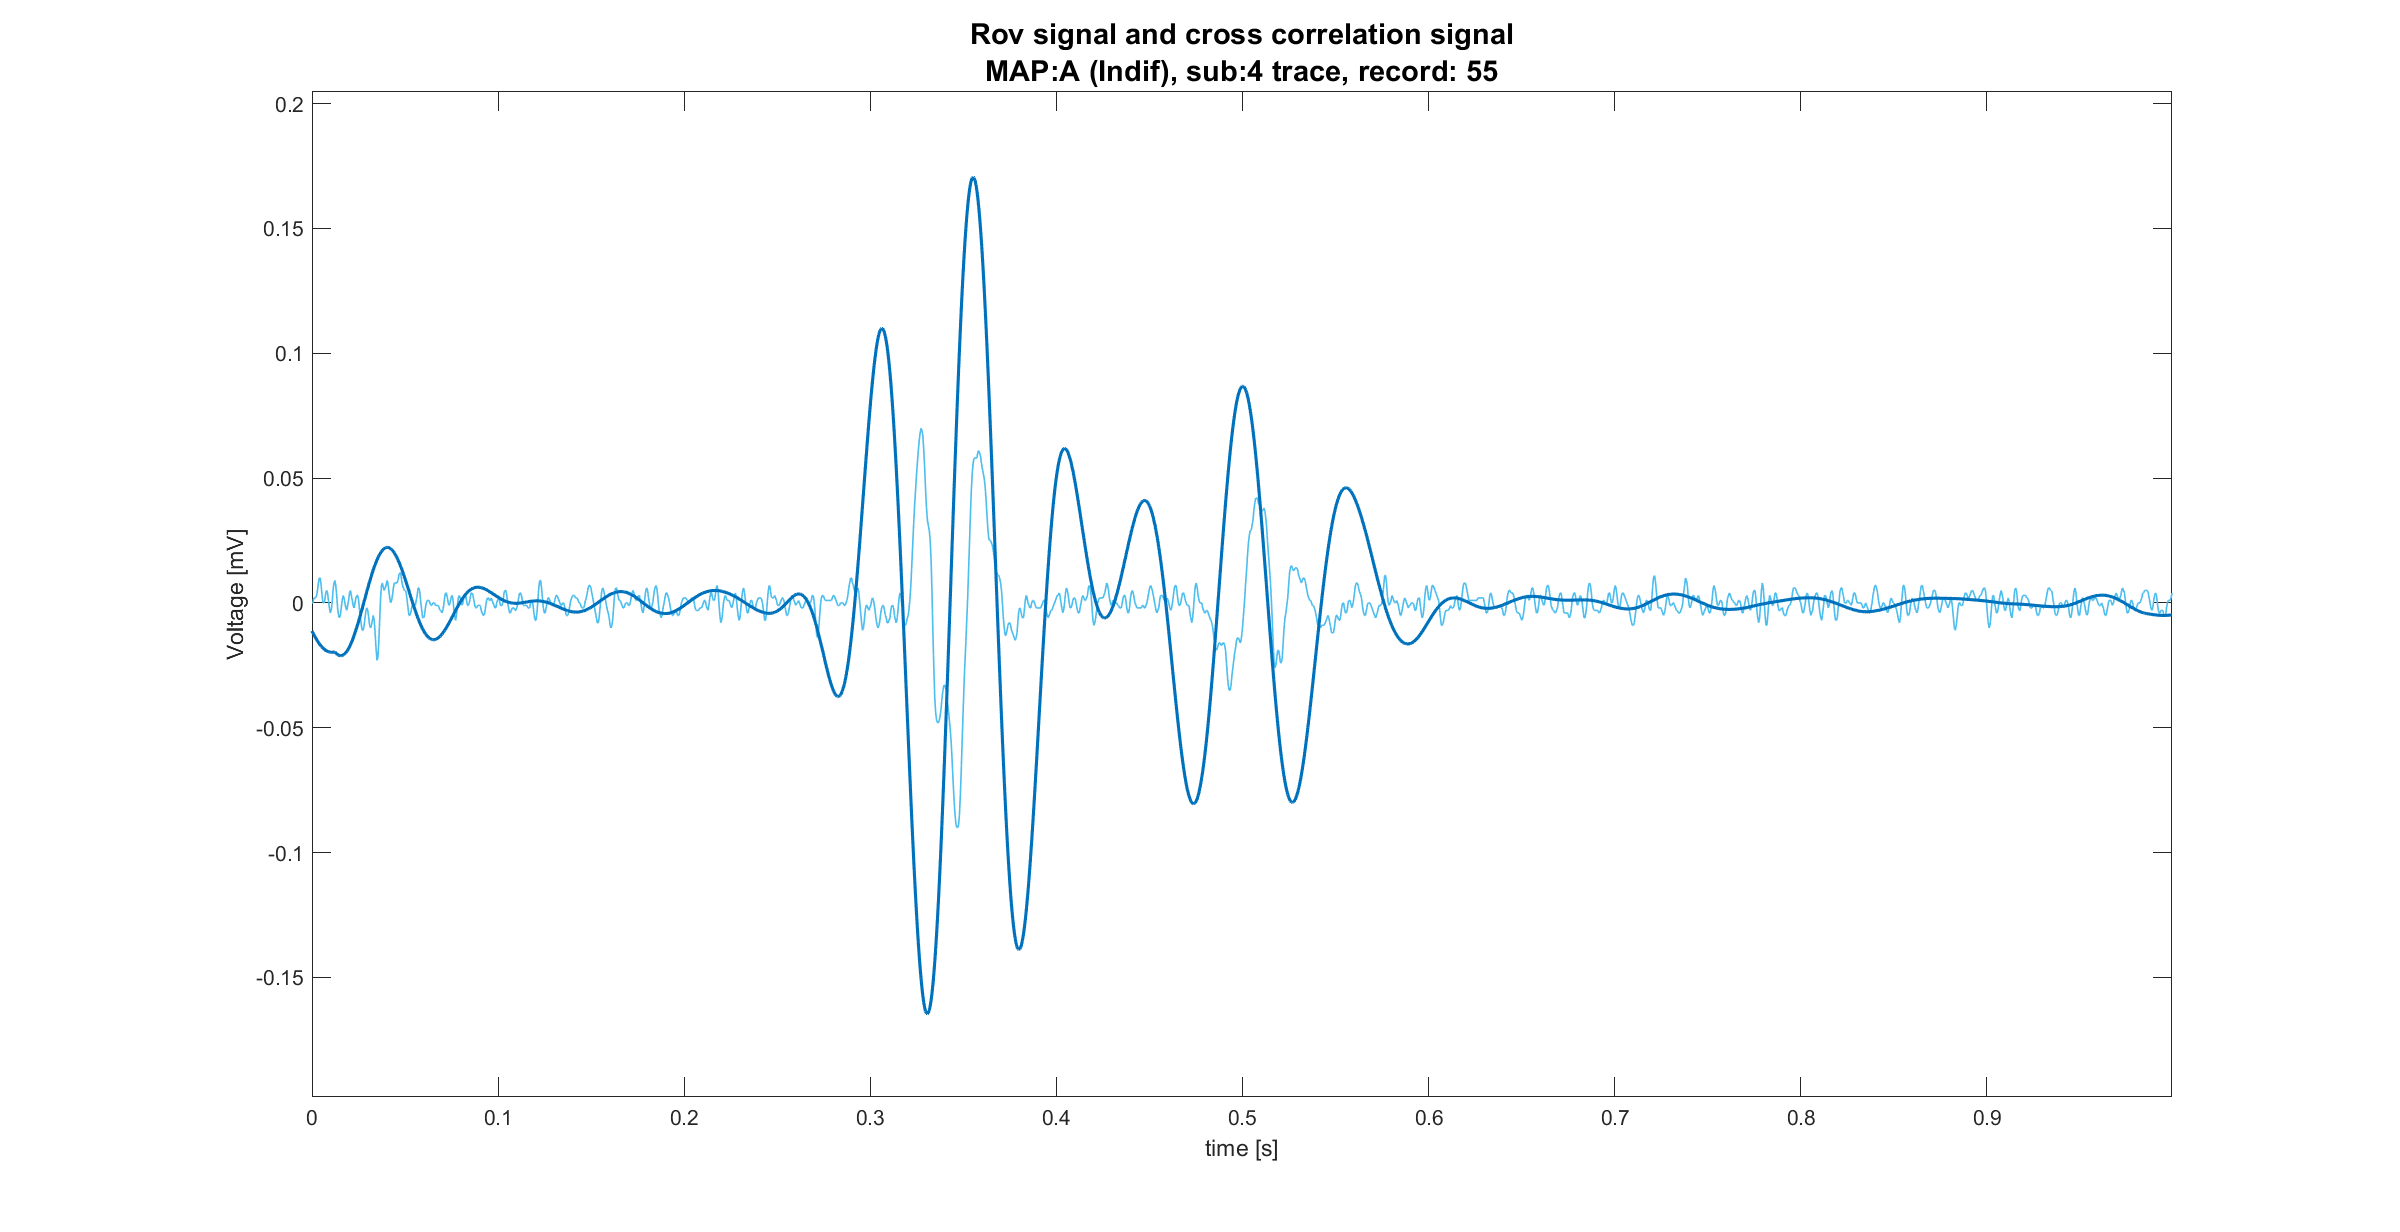 Rov signal and cross correlation signal
MAP:A (Indif), sub:4 trace, record: 55
0.2
0.15
0.1
0.05
0
-0.05
-0.1
-0.15
Voltage [mV]
0 0.1 0.2 0.3 0.4 0.5 0.6 0.7 0.8 0.9
time [s]